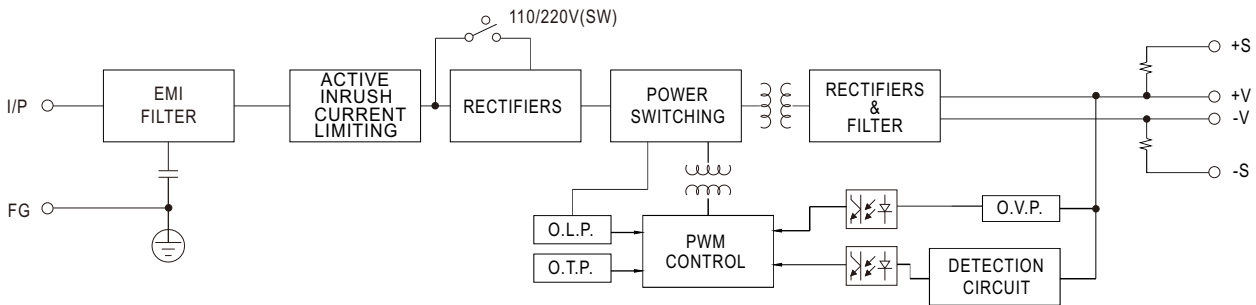 110/220V(SW)
+S
I/P
EMI
FILTER
ACTIVE
INRUSH
CURRENT
LIMITING
RECTIFIERS
POWER
SWITCHING
RECTIFIERS
&
FILTER
+V
-V
-S
FG
O.L.P.
O.T.P.
PWM
CONTROL
O.V.P.
DETECTION
CIRCUIT